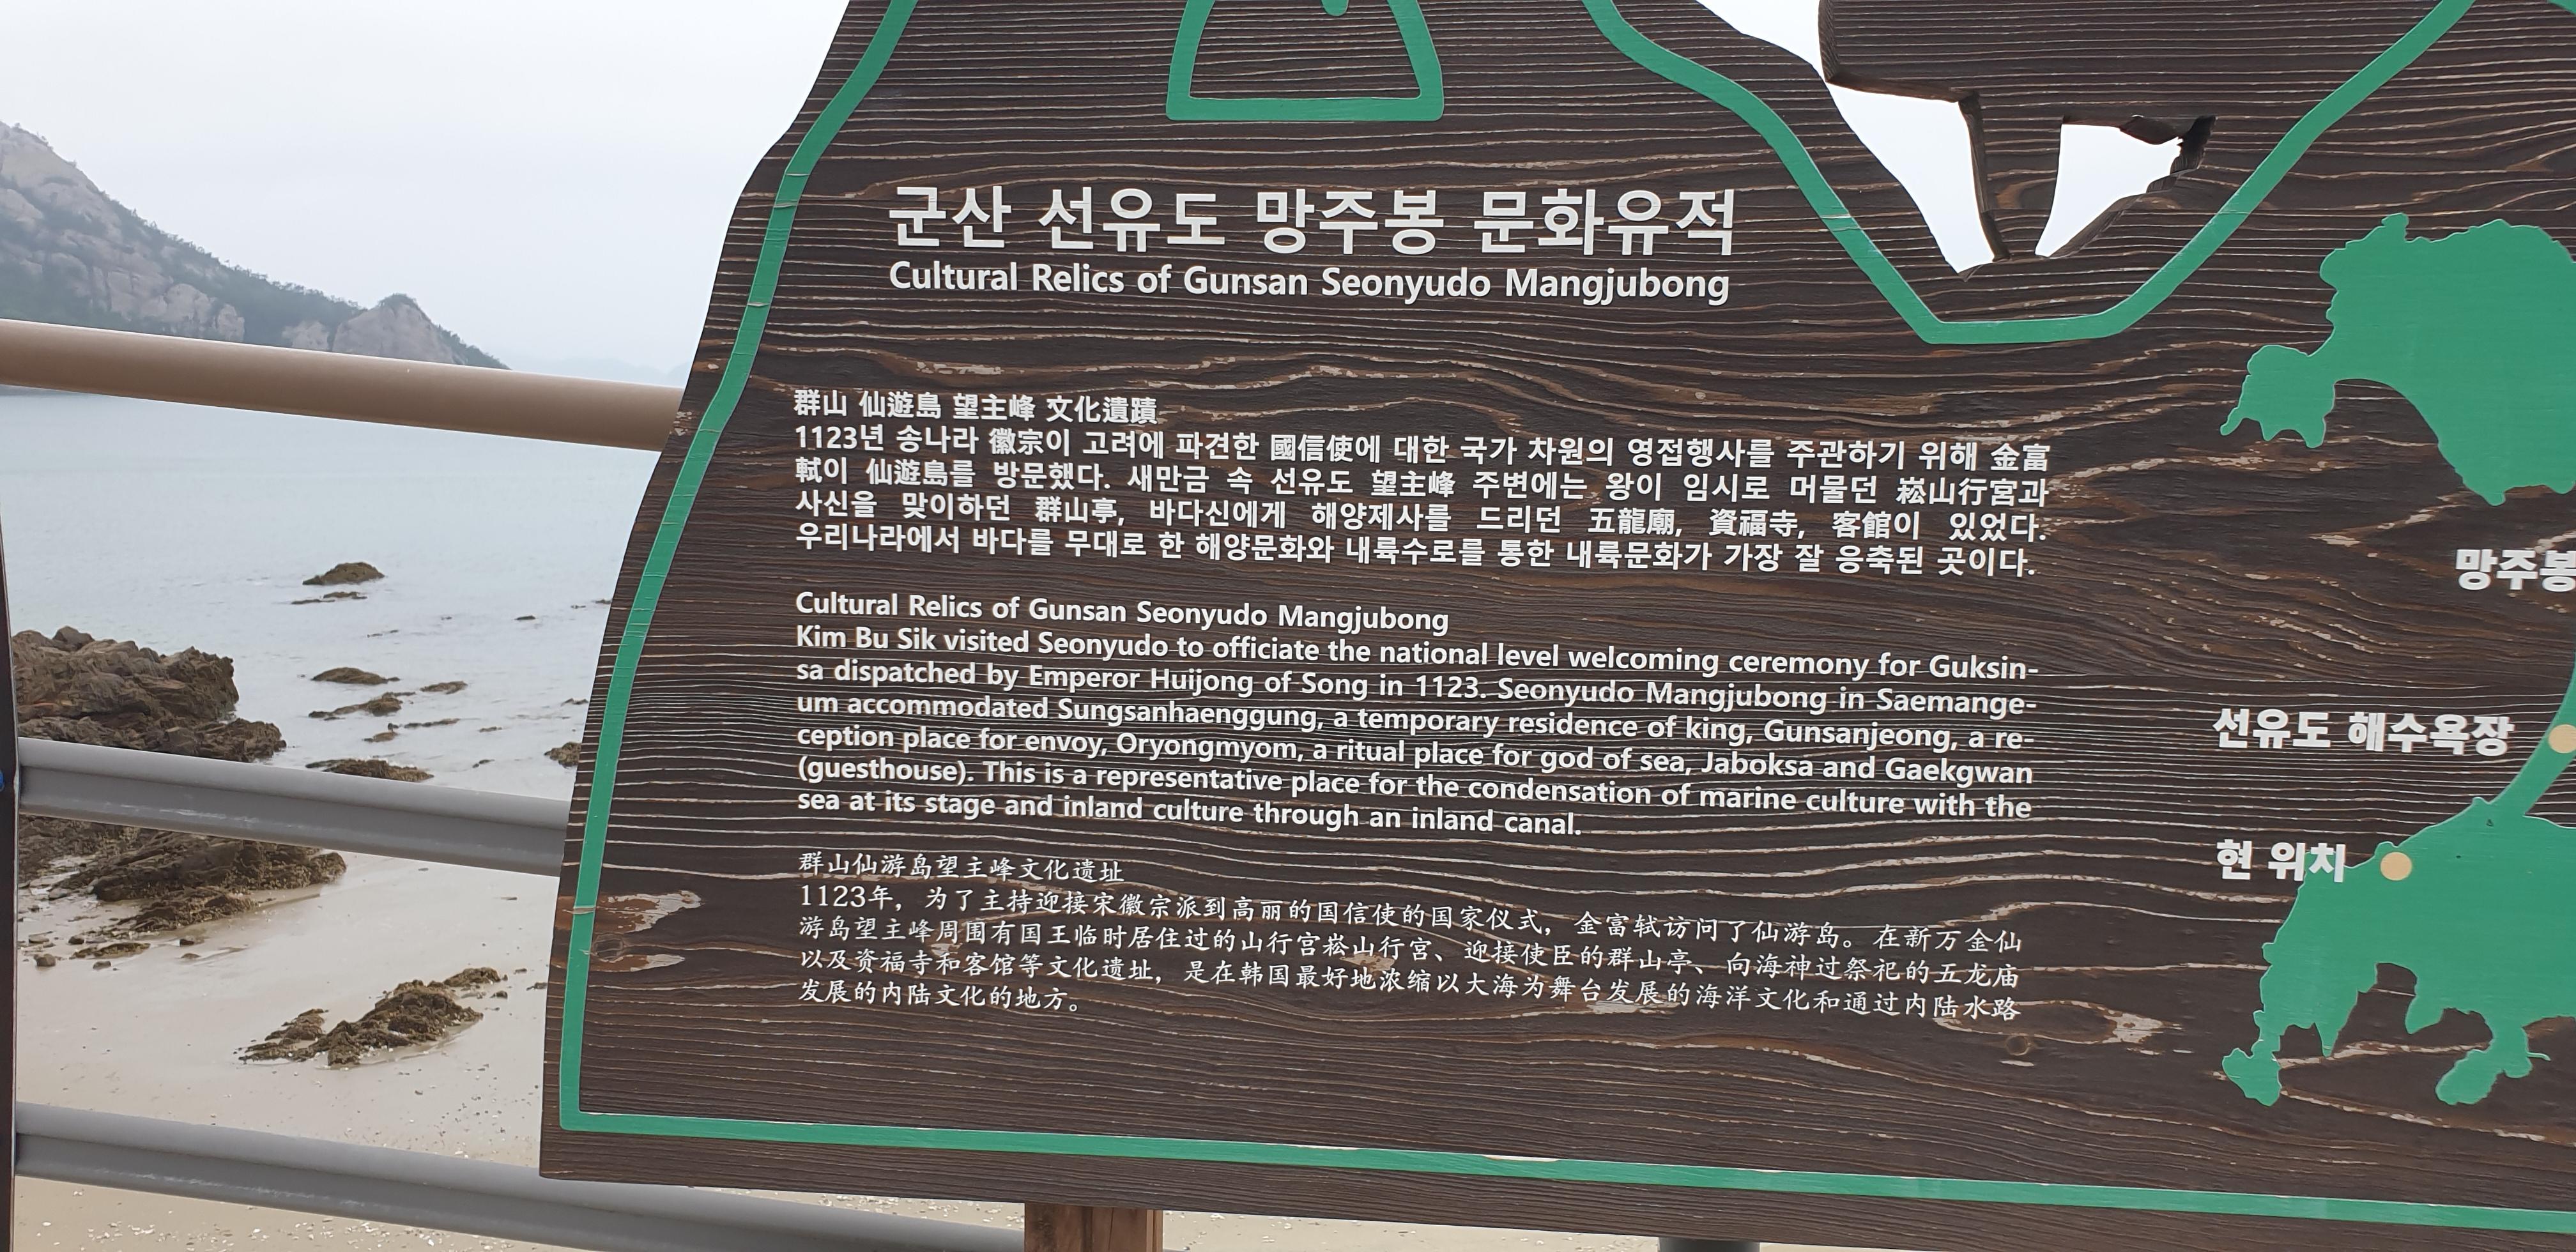 군산 선유도 망주봉 문화유적
Cultural Relics of Gunsan Seonyudo Mangjubong
群山 仙遊島 望主峰 文化遺蹟
1123년 송나라 徽宗이 고려에 파견한 國信使에 대한 국가 차원의 영접행사를 주관하기 위해 金富
軾이 仙遊島를 방문했다. 새만금 속 선유도 望主峰 주변에는 왕이 임시로 머물던 崧山行宮과
사신을 맞이하던 群山亭, 바다신에게 해양제사를 드리던 五龍廟, 資福寺, 客館이 있었다.
우리나라에서 바다를 무대로 한 해양문화와 내륙수로를 통한 내륙문화가 가장 잘 응축된 곳이다.
Cultural Relics of Gunsan Seonyudo Mangjubong
Kim Bu Sik visited Seonyudo to officiate the national level welcoming ceremony for Guksin-
sa dispatched by Emperor Huijong of Song in 1123. Seonyudo Mangjubong in Saemange-
um accommodated Sungsanhaenggung, a temporary residence of king, Gunsanjeong, a re-
ception place for envoy, Oryongmyom, a ritual place for god of sea, Jaboksa and Gaekgwan
(guesthouse). This is a representative place for the condensation of marine culture with the
sea at its stage and inland culture through an inland canal.
群山仙游岛望主峰文化遗址
1123年，为了主持迎接宋徽宗派到高丽的国信使的国家仪式，金富轼访问了仙游岛。在新万金仙
游岛望主峰周围有国王临时居住过的山行宫崧山行宫、迎接使臣的群山亭、向海神过祭祀的五龙庙
以及资福寺和客馆等文化遗址，是在韩国最好地浓缩以大海为舞台发展的海洋文化和通过内陆水路
发展的内陆文化的地方。
망주봉
선유도 해수욕장
현 위치